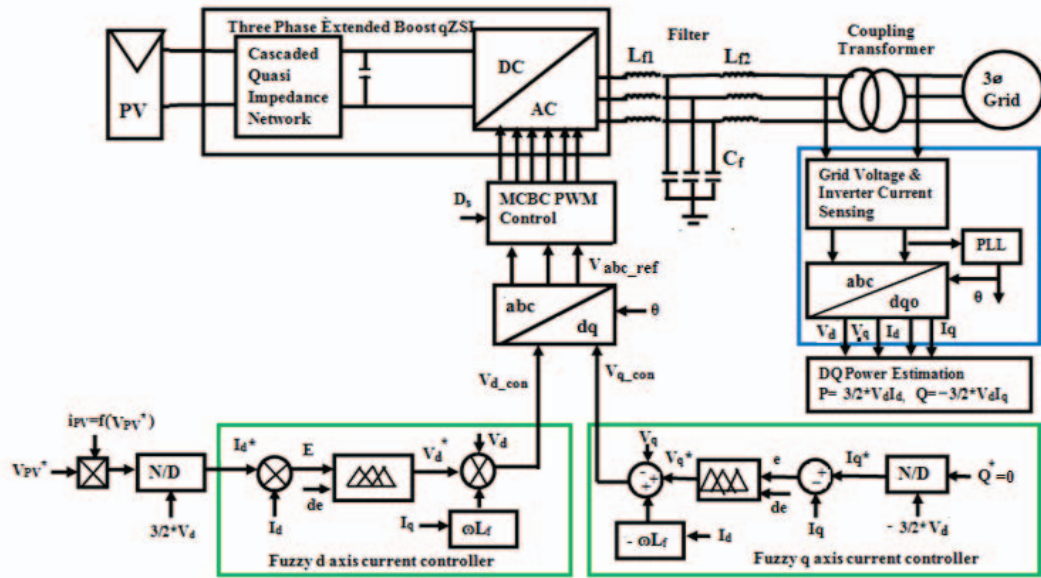 Three Phase Extended Boost qZSI
Filter
Coupling
Transformer
PV
Cascaded
Quasi
Impedance
Network
DC
AC
Lf1
Lf2
3ø
Grid
Cf
Ds
MCBC PWM
Control
Grid Voltage &
Inverter Current
Sensing
PLL
Vabc_ref
abc
dq
θ
abc
dqo
θ
Vd Vq Id Iq
DQ Power Estimation
P= 3/2*VdId, Q=−3/2*VdIq
Vd_con
Vq_con
iPV=f(VPV*)
VPV*
N/D
3/2*Vd
Id*
E
de
Id
Vd*
Vd
Iq
ωLf
Fuzzy d axis current controller
Vq
Vq*
e
de
Iq*
Iq
N/D
Q*=0
- 3/2*Vd
- ωLf
Id
Fuzzy q axis current controller